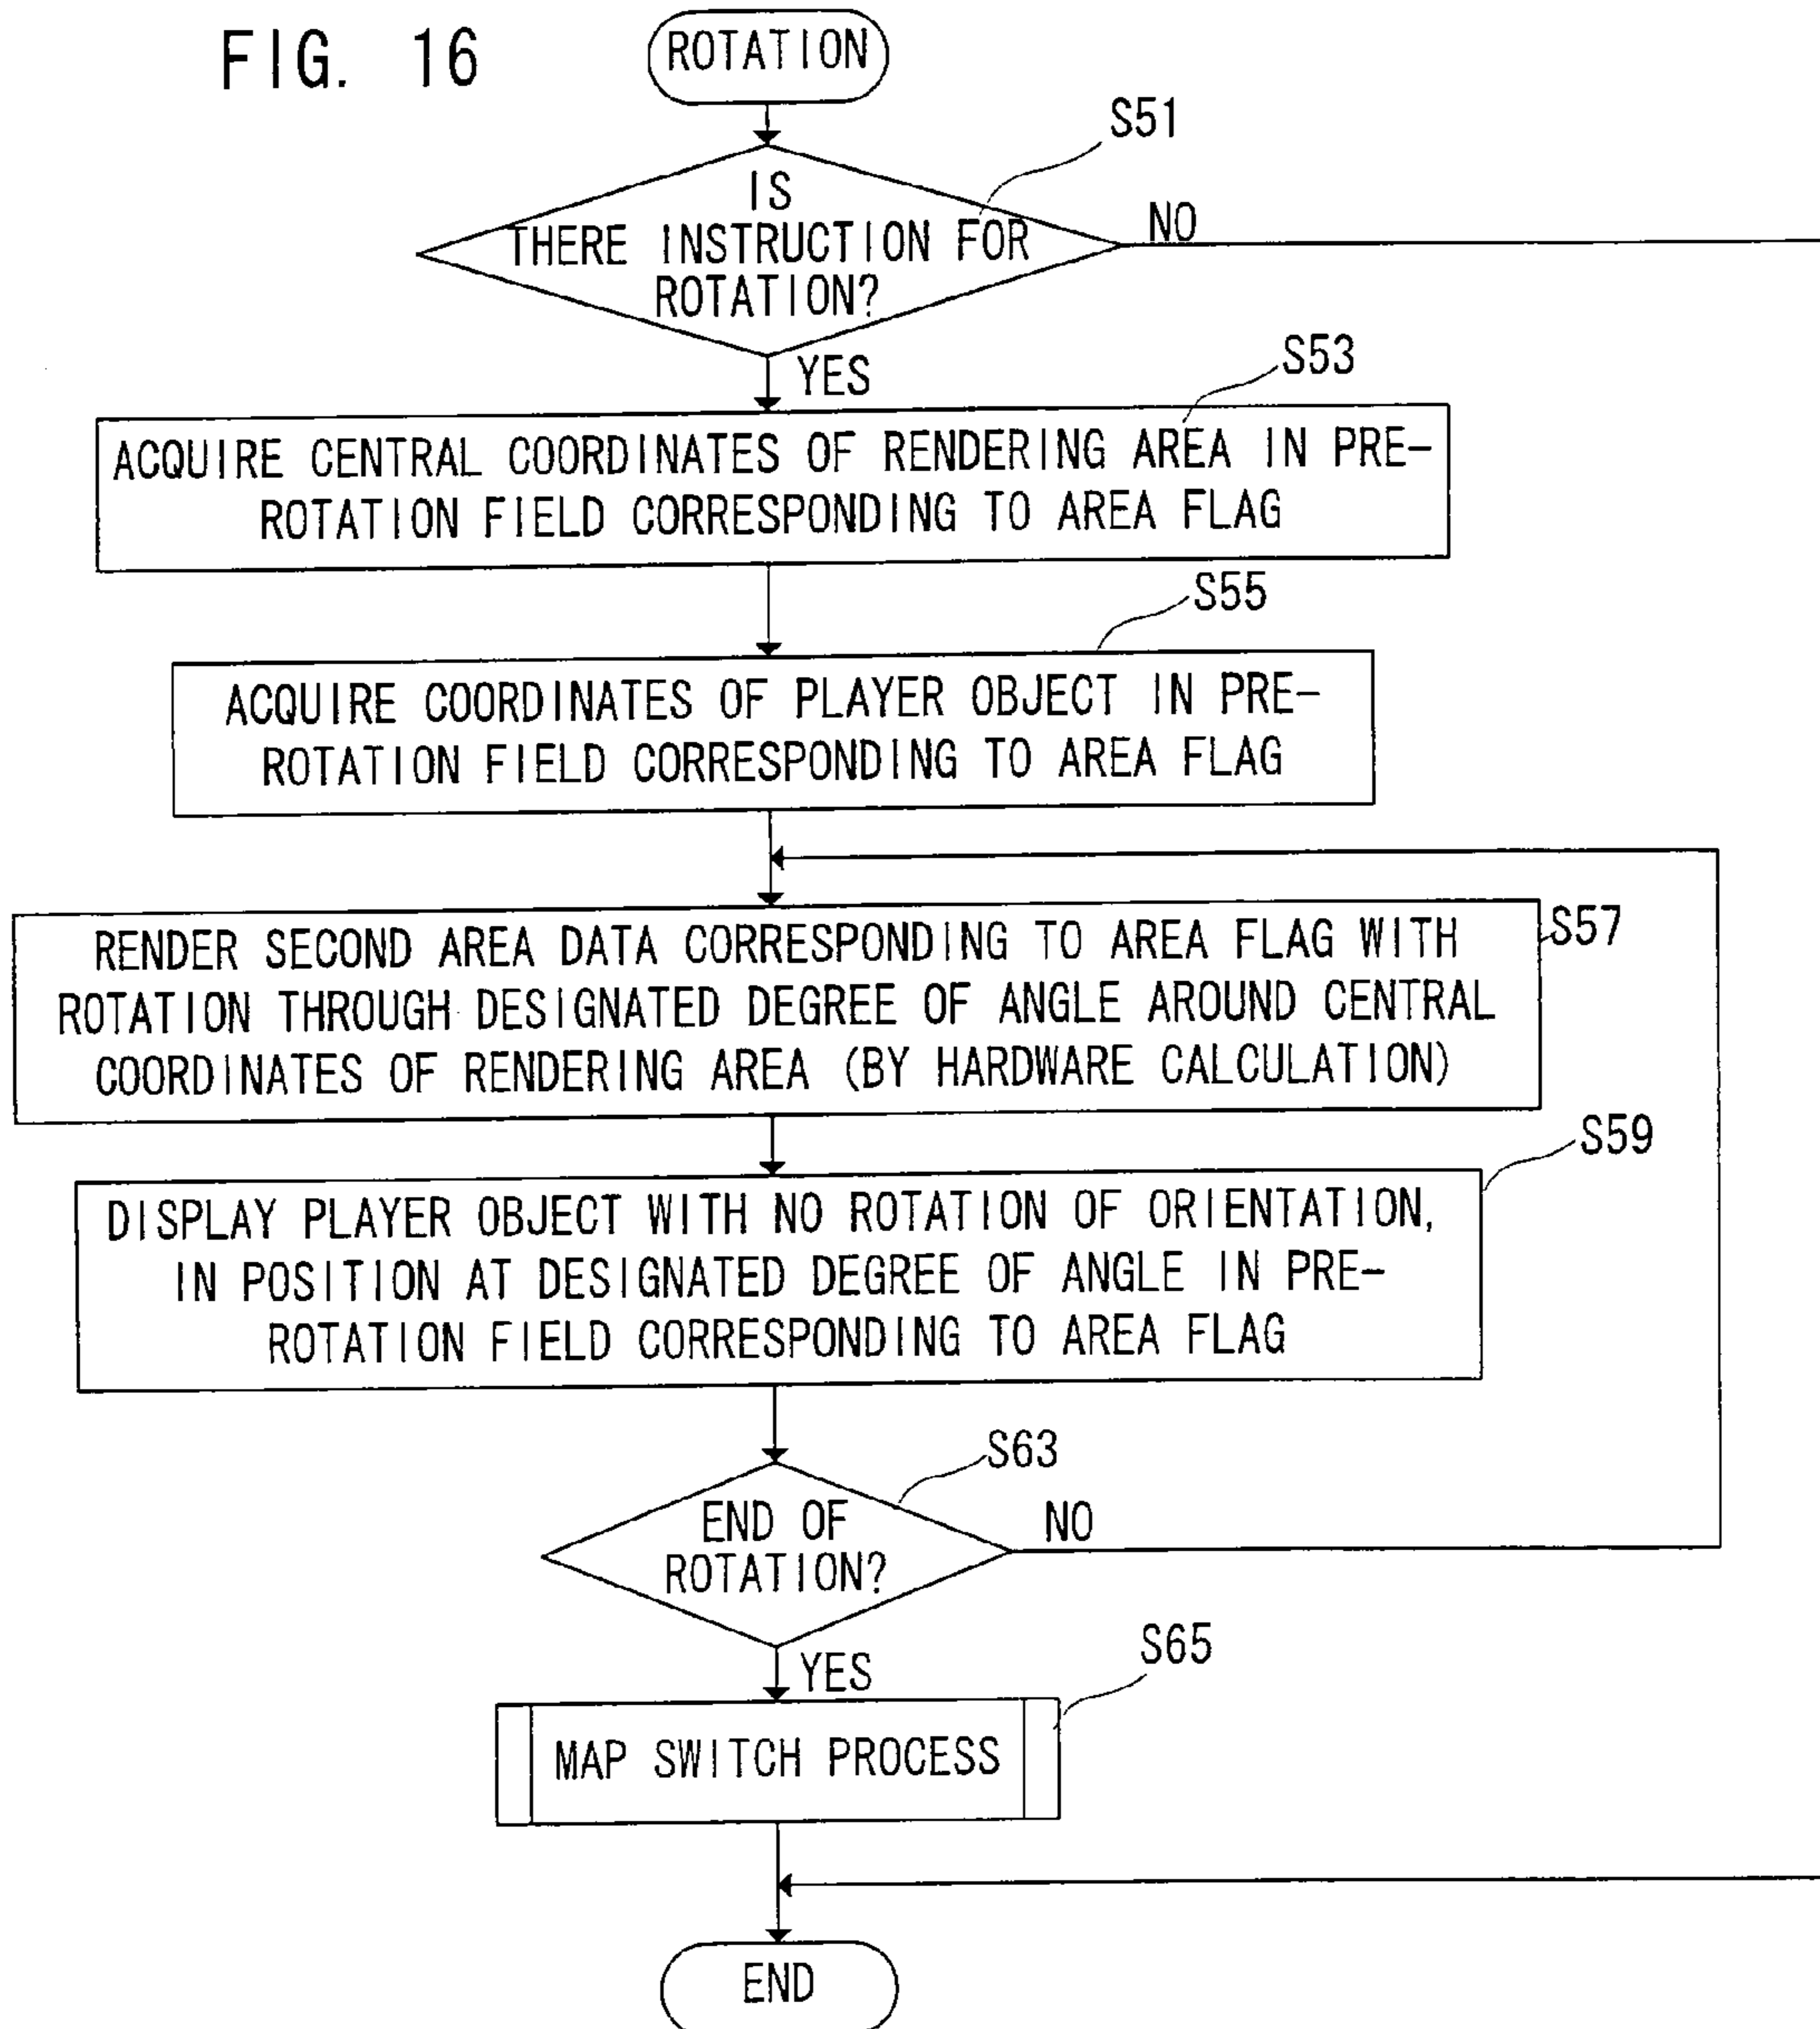 FIG. 16
ROTATION
S51
IS
THERE INSTRUCTION FOR
ROTATION?
NO
YES
S53
ACQUIRE CENTRAL COORDINATES OF RENDERING AREA IN PRE-
ROTATION FIELD CORRESPONDING TO AREA FLAG
S55
ACQUIRE COORDINATES OF PLAYER OBJECT IN PRE-
ROTATION FIELD CORRESPONDING TO AREA FLAG
S57
RENDER SECOND AREA DATA CORRESPONDING TO AREA FLAG WITH
ROTATION THROUGH DESIGNATED DEGREE OF ANGLE AROUND CENTRAL
COORDINATES OF RENDERING AREA (BY HARDWARE CALCULATION)
S59
DISPLAY PLAYER OBJECT WITH NO ROTATION OF ORIENTATION,
IN POSITION AT DESIGNATED DEGREE OF ANGLE IN PRE-
ROTATION FIELD CORRESPONDING TO AREA FLAG
S63
END OF
ROTATION?
NO
YES
S65
MAP SWITCH PROCESS
END